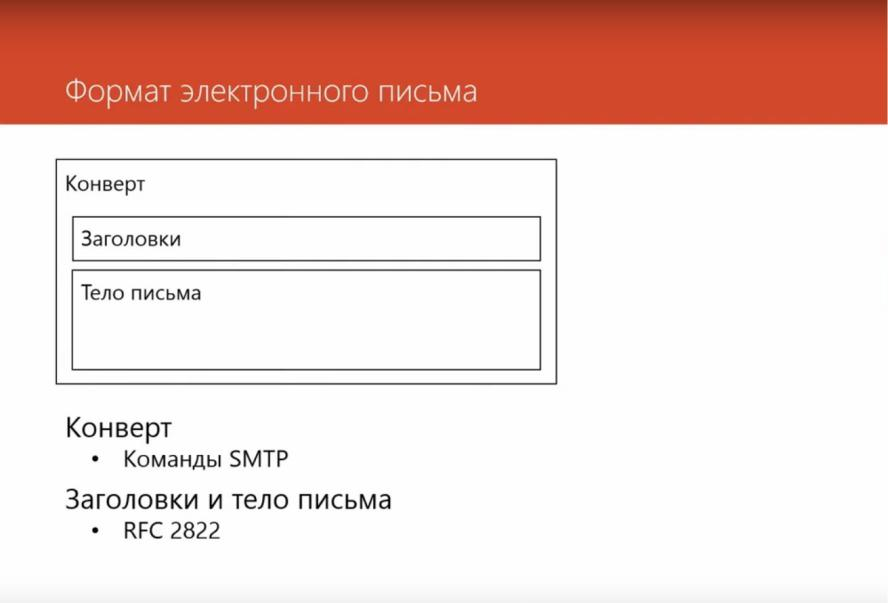 Формат электронного письма
Конверт
Заголовки
Тело письма
Конверт
• Команды SMTP
Заголовки и тело письма
• RFC 2822